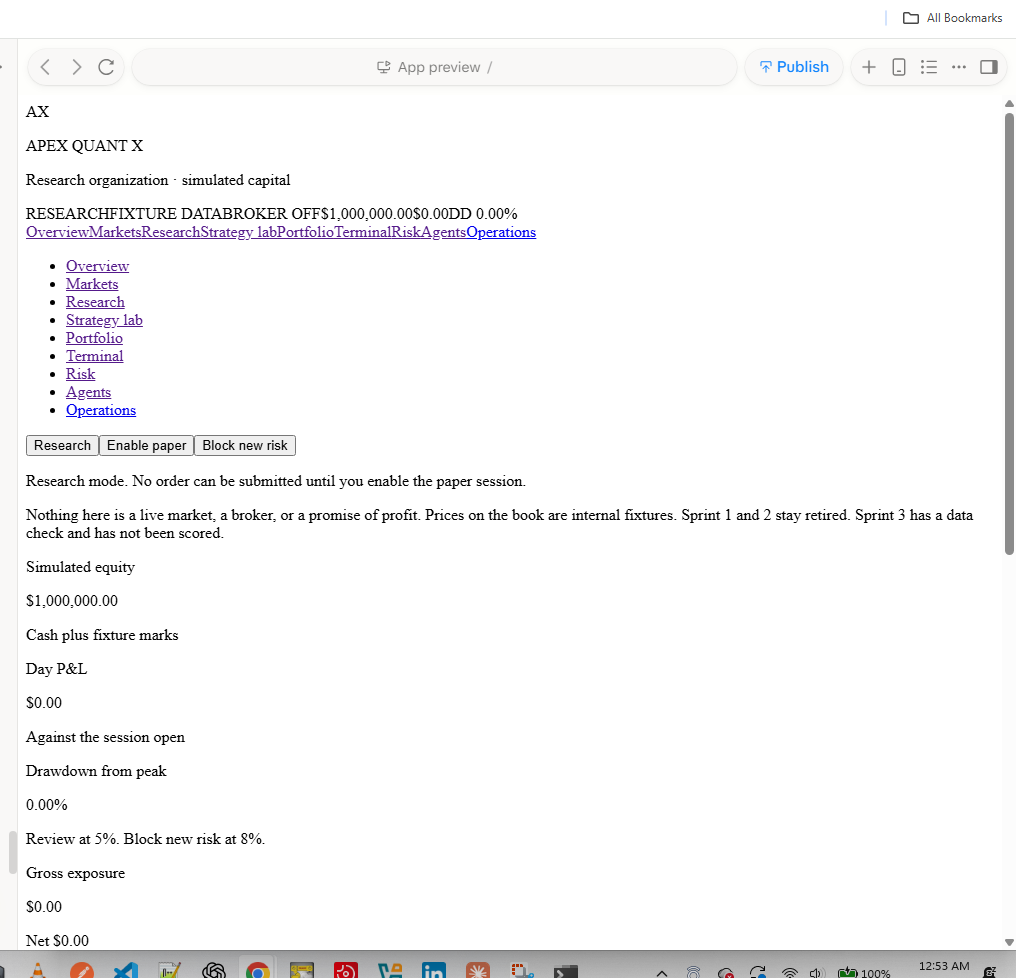 All Bookmarks
App preview /
Publish
AX
APEX QUANT X
Research organization · simulated capital
RESEARCHFIXTURE DATABROKER OFF$1,000,000.00$0.00DD 0.00%
OverviewMarketsResearchStrategy labPortfolioTerminalRiskAgentsOperations
Overview
Markets
Research
Strategy lab
Portfolio
Terminal
Risk
Agents
Operations
Research Enable paper Block new risk
Research mode. No order can be submitted until you enable the paper session.
Nothing here is a live market, a broker, or a promise of profit. Prices on the book are internal fixtures. Sprint 1 and 2 stay retired. Sprint 3 has a data
check and has not been scored.
Simulated equity
$1,000,000.00
Cash plus fixture marks
Day P&L
$0.00
Against the session open
Drawdown from peak
0.00%
Review at 5%. Block new risk at 8%.
Gross exposure
$0.00
Net $0.00
100%
12:53 AM